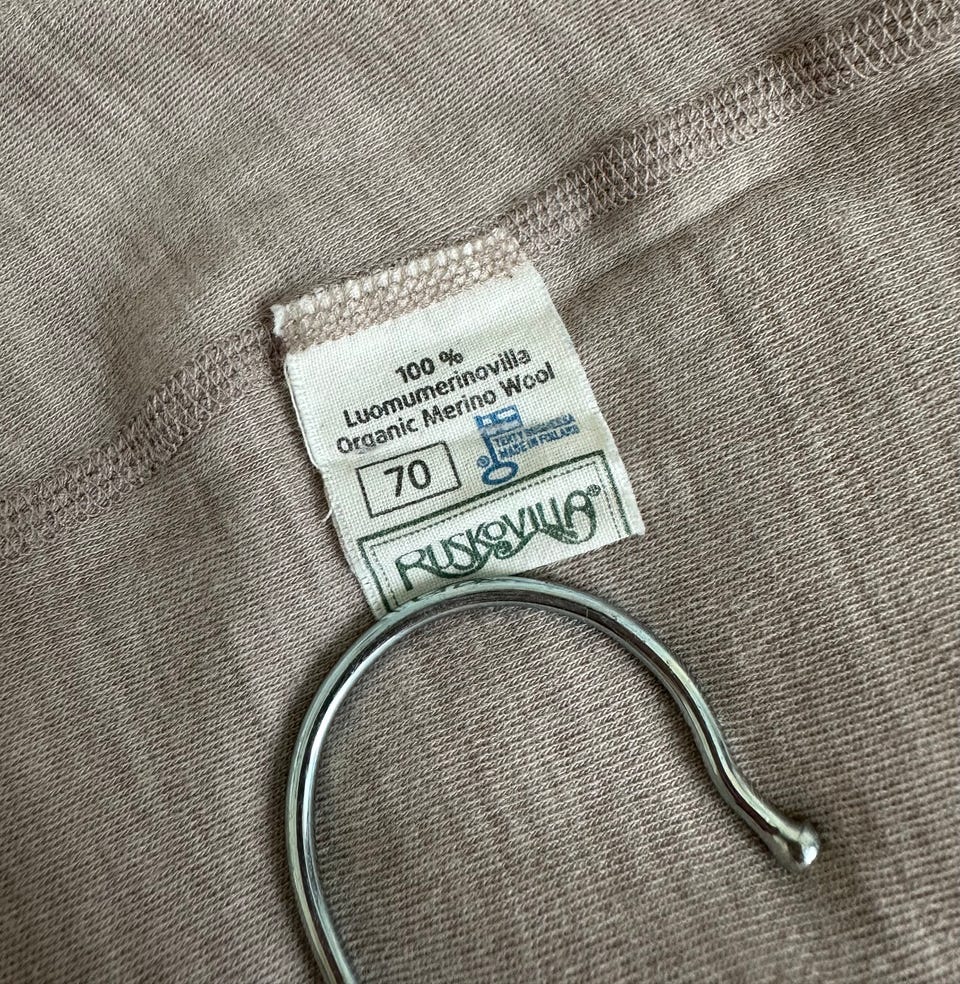 100 %
Luomumerinovilla
Organic Merino Wool
70
MADE IN FINLAND
RUSKOVILLA®